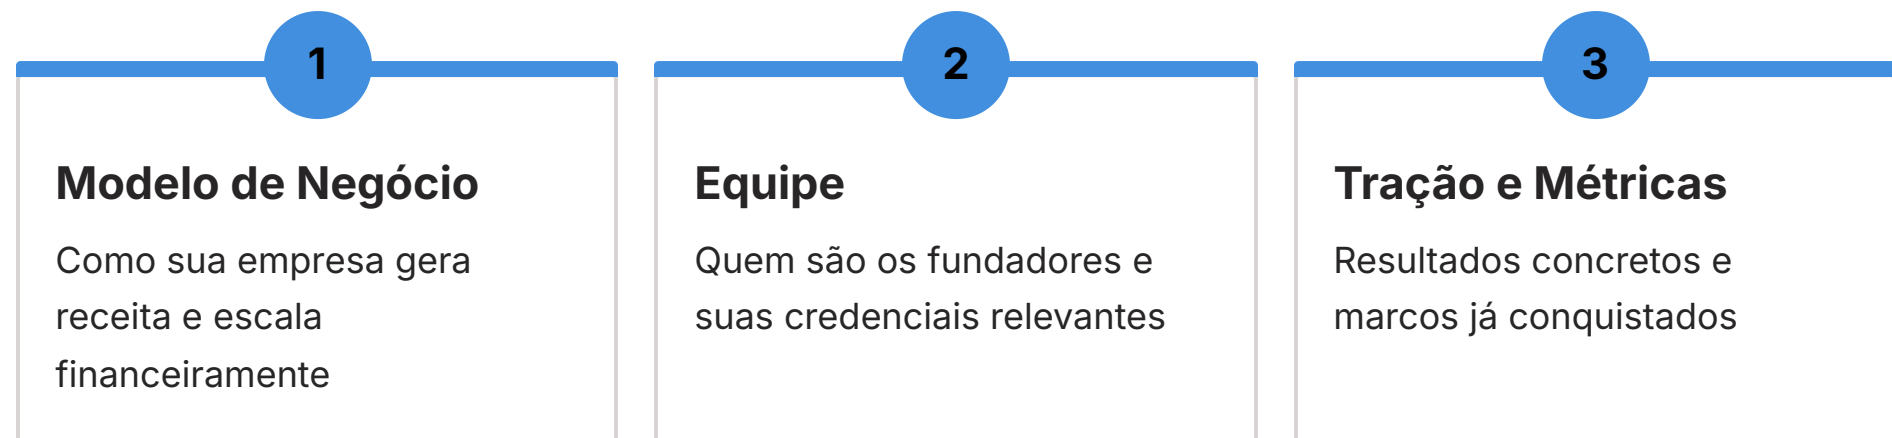 1
Modelo de Negócio
Como sua empresa gera
receita e escala
financeiramente
2
Equipe
Quem são os fundadores e
suas credenciais relevantes
3
Tração e Métricas
Resultados concretos e
marcos já conquistados